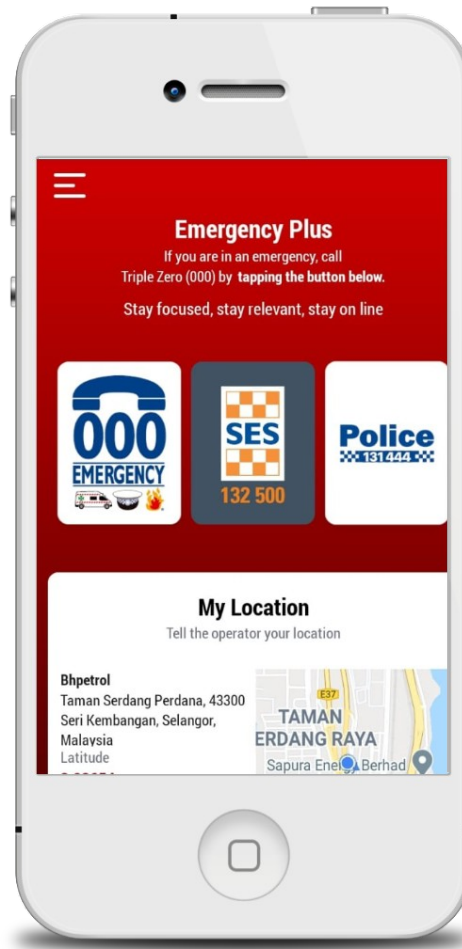 Emergency Plus
If you are in an emergency, call
Triple Zero (000) by tapping the button below.
Stay focused, stay relevant, stay on line
000
EMERGENCY
SES
132 500
Police
131 444
My Location
Tell the operator your location
Bhpetrol
Taman Serdang Perdana, 43300
Seri Kembangan, Selangor,
Malaysia
Latitude
E37
TAMAN
ERDANG RAYA
Sapura Energy Berhad